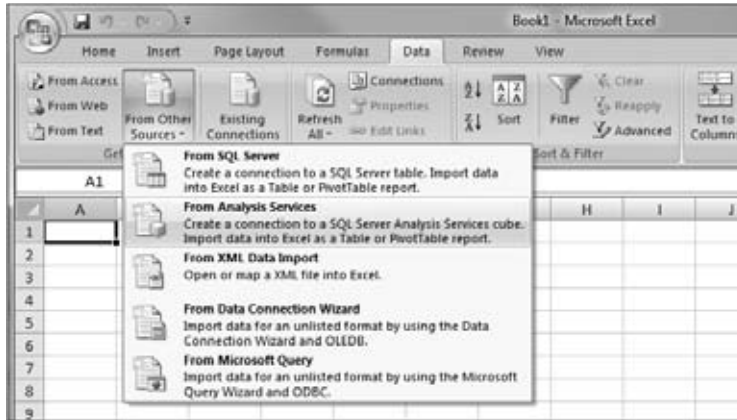 Book1 - Microsoft Excel
Home Insert Page Layout Formulas Data Review View
From Access
From Web
From Text
From Other
Sources
Existing
Connections
Refresh
All
Connections
Properties
Edit Links
A
Z
Z
A
A Z
Z A
Sort
Filter
Clear
Reapply
Advanced
Text to
Columns
Get
Sort & Filter
A1
From SQL Server
Create a connection to a SQL Server table. Import data
into Excel as a Table or PivotTable report.
From Analysis Services
Create a connection to a SQL Server Analysis Services cube.
Import data into Excel as a Table or PivotTable report.
From XML Data Import
Open or map a XML file into Excel.
From Data Connection Wizard
Import data for an unlisted format by using the Data
Connection Wizard and OLEDB.
From Microsoft Query
Import data for an unlisted format by using the Microsoft
Query Wizard and ODBC.
A H I J
1
2
3
4
5
6
7
8
9